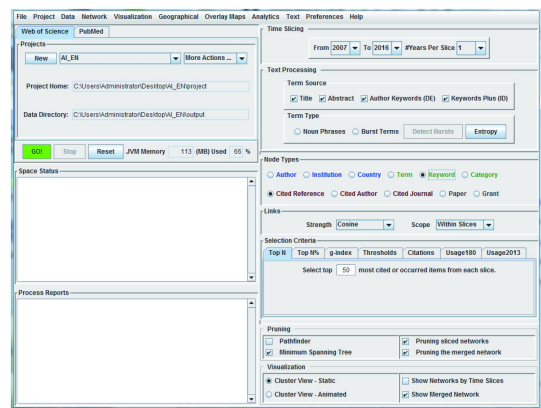 File Project Data Network Visualization Geographical Overlay Maps Analytics Text Preferences Help
Web of Science PubMed
Projects
New AI_EN More Actions ...
Project Home: C:\Users\Administrator\Desktop\AI_EN\project
Data Directory: C:\Users\Administrator\Desktop\AI_EN\output
GO! Stop Reset JVM Memory 113 (MB) Used 66 %
Space Status
Process Reports
Time Slicing
From 2007 To 2016 #Years Per Slice 1
Text Processing
Term Source
Title Abstract Author Keywords (DE) Keywords Plus (ID)
Term Type
Noun Phrases Burst Terms Detect Bursts Entropy
Node Types
Author Institution Country Term Keyword Category
Cited Reference Cited Author Cited Journal Paper Grant
Links
Strength Cosine Scope Within Slices
Selection Criteria
Top N Top N% g-index Thresholds Citations Usage180 Usage2013
Select top 50 most cited or occurred items from each slice.
Pruning
Pathfinder Pruning sliced networks
Minimum Spanning Tree Pruning the merged network
Visualization
Cluster View - Static Show Networks by Time Slices
Cluster View - Animated Show Merged Network